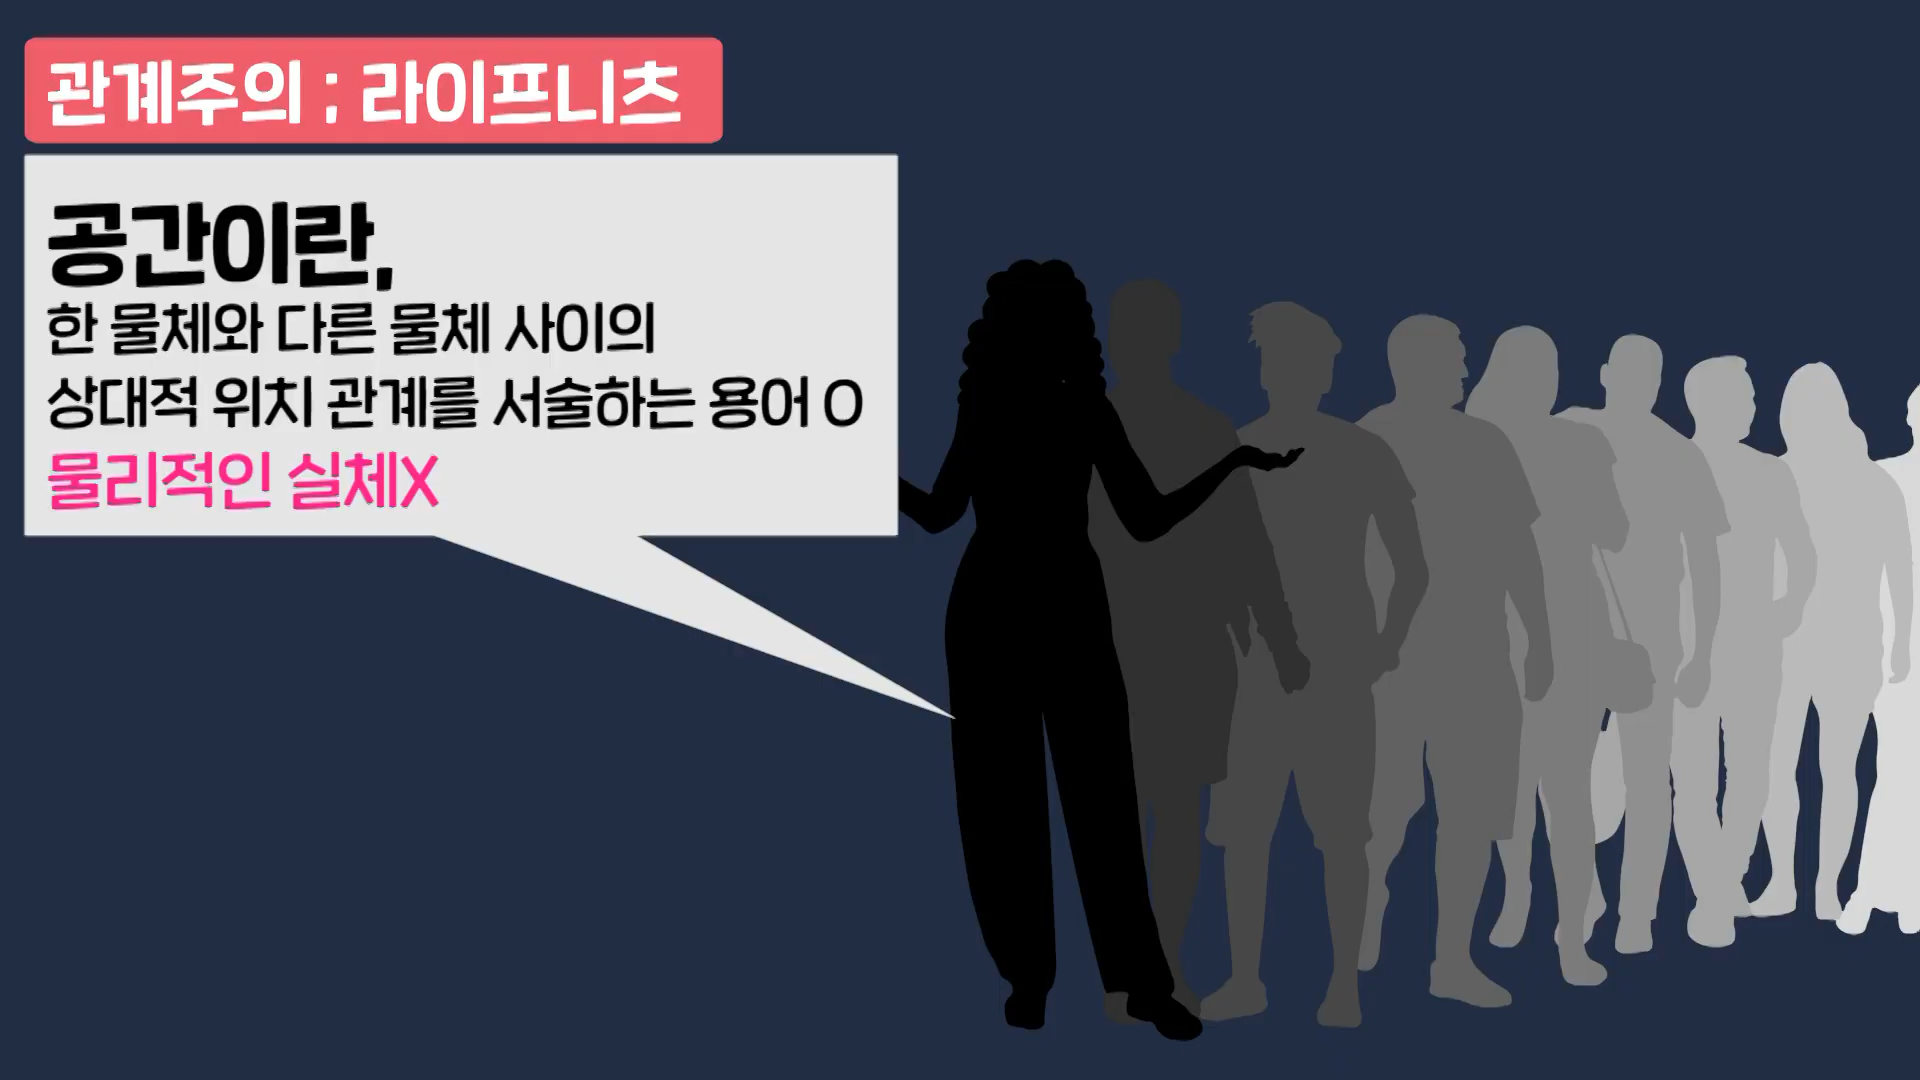 관계주의 ; 라이프니츠
공간이란,
한 물체와 다른 물체 사이의
상대적 위치 관계를 서술하는 용어 O
물리적인 실체X